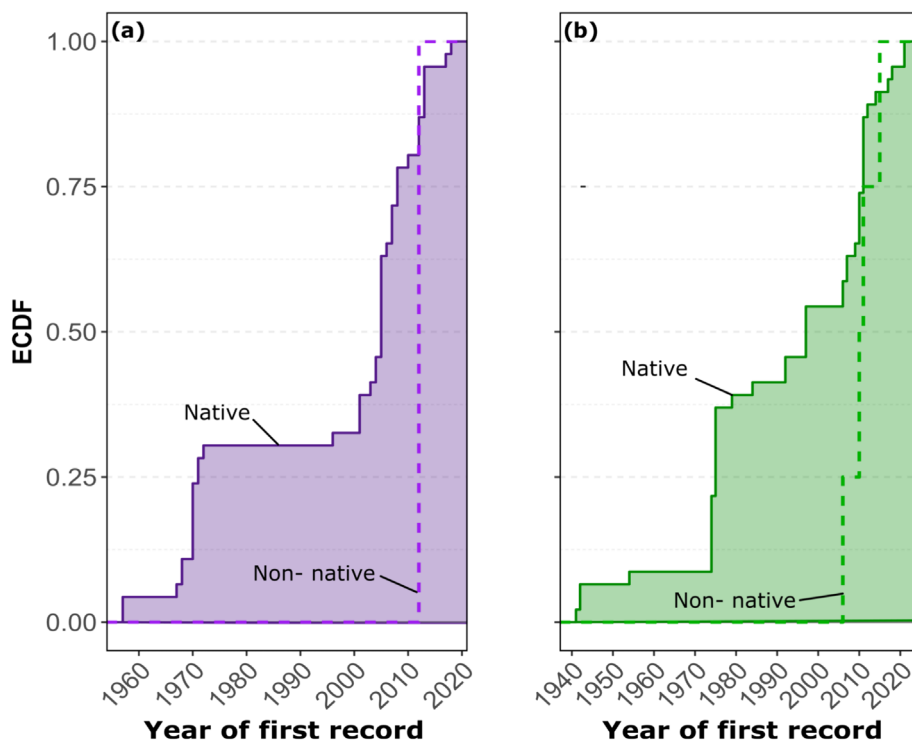 (a)
(b)
ECDF
1.00
0.75
0.50
0.25
0.00
Native
Non- native
Native
Non- native
1960 1970 1980 1990 2000 2010 2020
1940 1950 1960 1970 1980 1990 2000 2010 2020
Year of first record
Year of first record